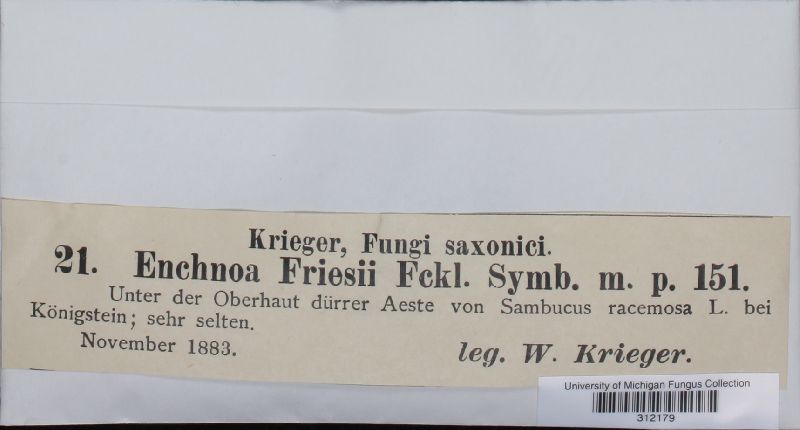 Krieger, Fungi saxonici.
21. Enchnoa Friesii Fckl. Symb. m. p. 151.
Unter der Oberhaut dürrer Aeste von Sambucus racemosa L. bei
Königstein; sehr selten.
November 1883. leg. W. Krieger.
University of Michigan Fungus Collection
312179